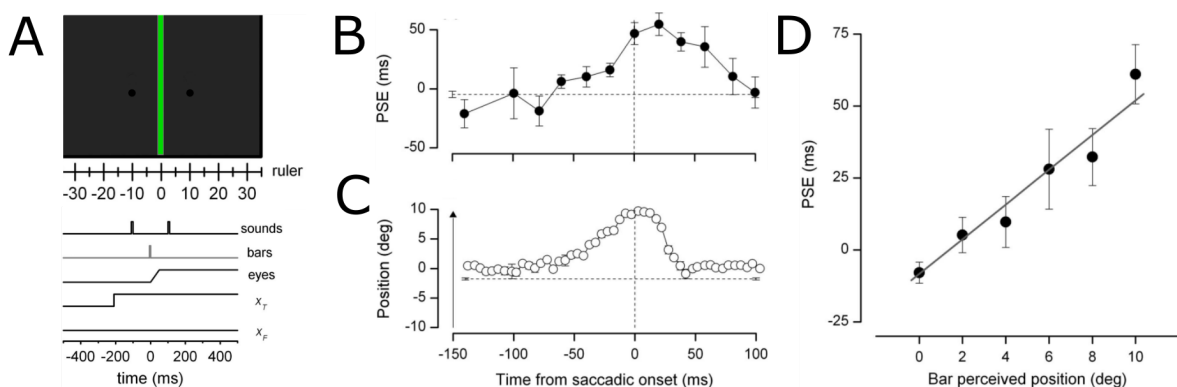 A
-30 -20 -10 0 10 20 30
ruler
sounds
bars
eyes
x_T
x_F
-400 -200 0 200 400
time (ms)
B
PSE (ms)
50
0
-50
C
Position (deg)
10
5
0
-5
-10
-150 -100 -50 0 50 100
Time from saccadic onset (ms)
D
PSE (ms)
75
50
25
0
-25
0 2 4 6 8 10
Bar perceived position (deg)